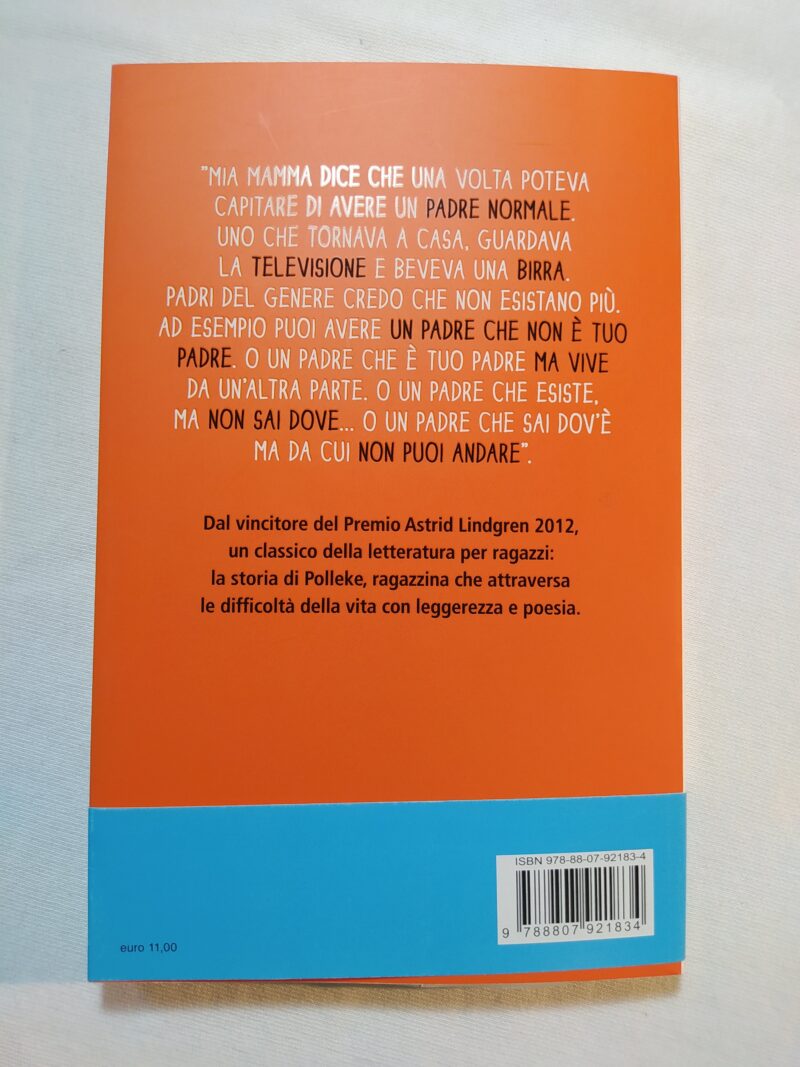 "MIA MAMMA DICE CHE UNA VOLTA POTEVA
CAPITARE DI AVERE UN PADRE NORMALE.
UNO CHE TORNAVA A CASA, GUARDAVA
LA TELEVISIONE E BEVEVA UNA BIRRA.
PADRI DEL GENERE CREDO CHE NON ESISTANO PIÙ.
AD ESEMPIO PUOI AVERE UN PADRE CHE NON È TUO
PADRE. O UN PADRE CHE È TUO PADRE MA VIVE
DA UN'ALTRA PARTE. O UN PADRE CHE ESISTE,
MA NON SAI DOVE... O UN PADRE CHE SAI DOV'È
MA DA CUI NON PUOI ANDARE".
Dal vincitore del Premio Astrid Lindgren 2012,
un classico della letteratura per ragazzi:
la storia di Polleke, ragazzina che attraversa
le difficoltà della vita con leggerezza e poesia.
ISBN 978-88-07-92183-4
9 788807 921834
euro 11,00